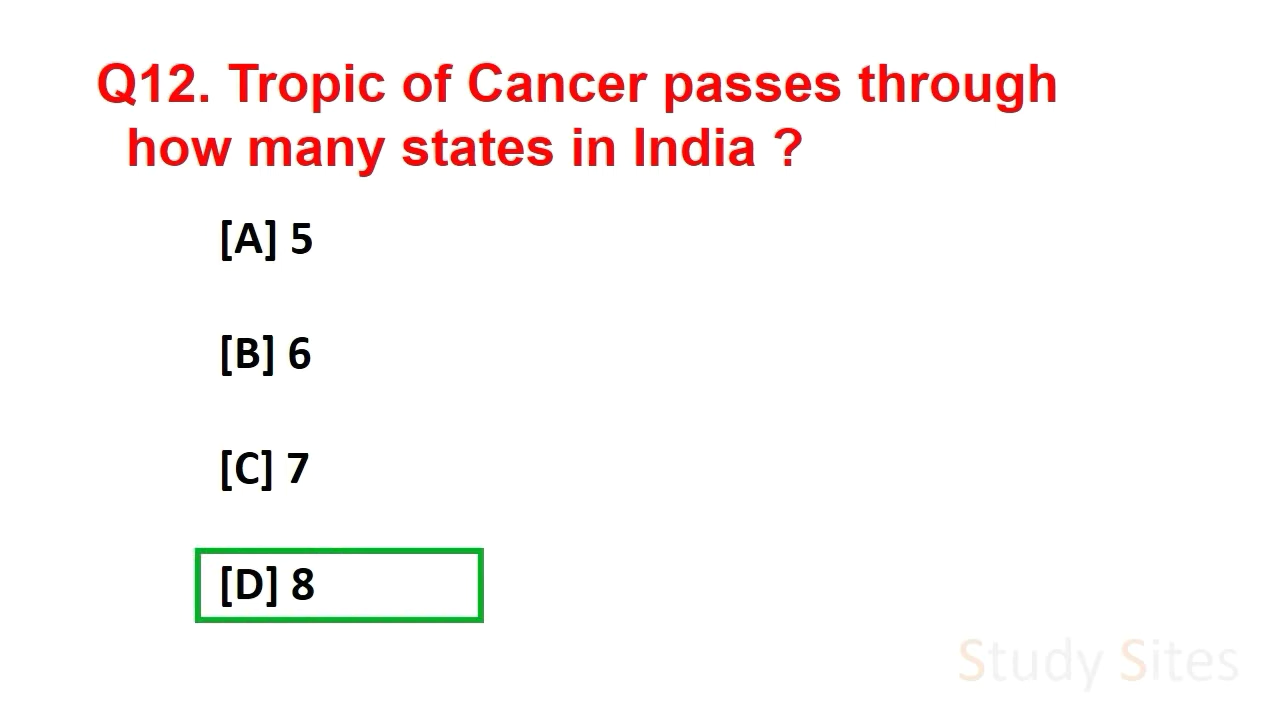 Q12. Tropic of Cancer passes through
how many states in India ?
[A] 5
[B] 6
[C] 7
[D] 8
Study Sites